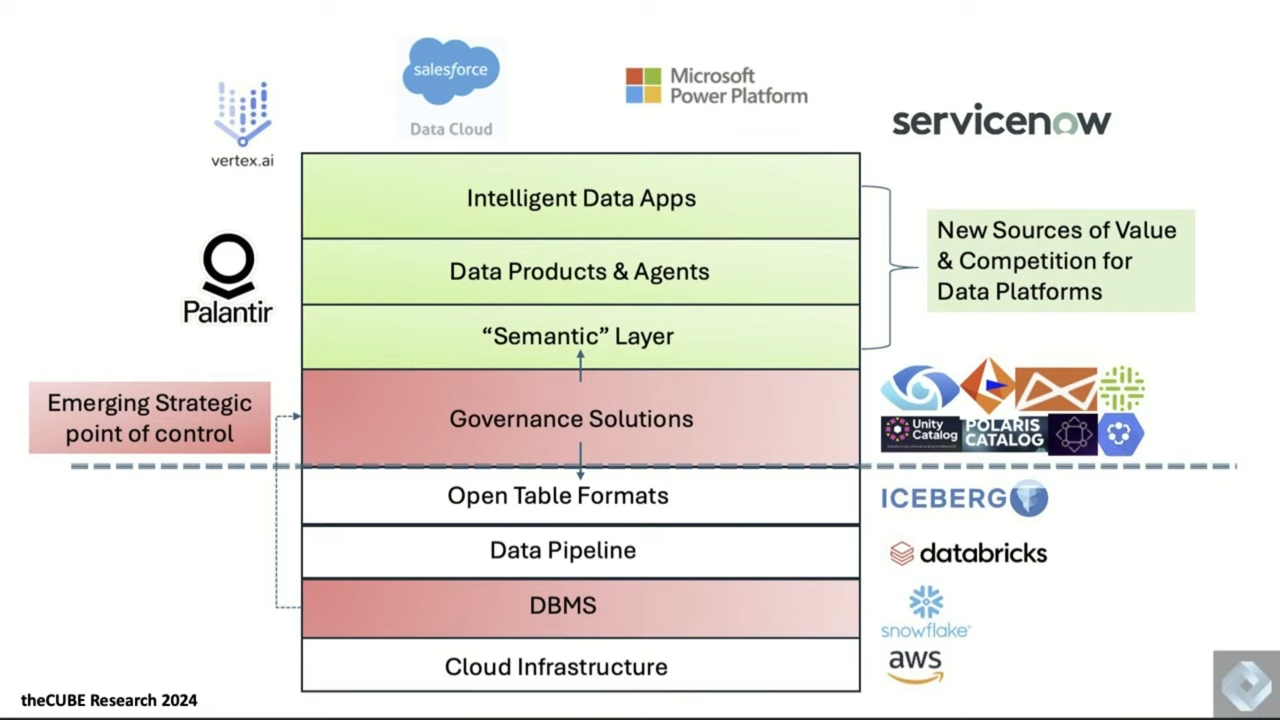 salesforce
Data Cloud
Microsoft
Power Platform
vertex.ai
servicenow
Intelligent Data Apps
Data Products & Agents
“Semantic” Layer
New Sources of Value
& Competition for
Data Platforms
Palantir
Emerging Strategic
point of control
Governance Solutions
Unity
Catalog
POLARIS
CATALOG
Open Table Formats
ICEBERG
Data Pipeline
databricks
DBMS
snowflake®
Cloud Infrastructure
aws
theCUBE Research 2024